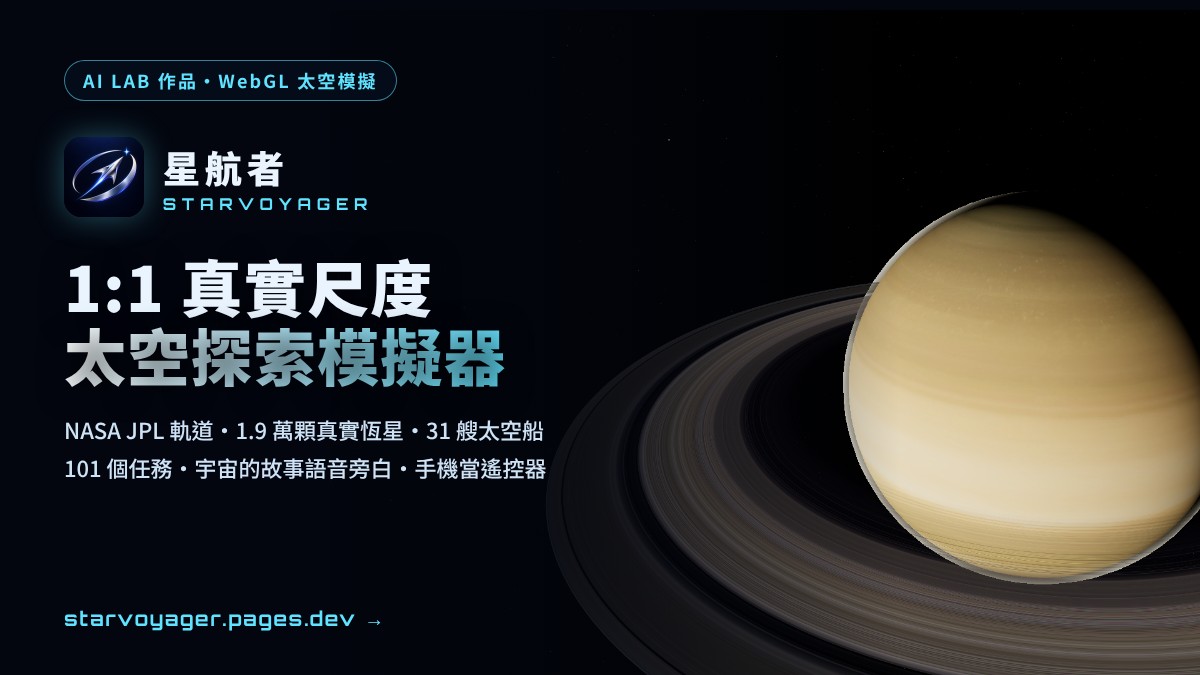 AI LAB 作品・WebGL 太空模擬
星航者
STARVOYAGER
1:1 真實尺度
太空探索模擬器
NASA JPL 軌道・1.9 萬顆真實恆星・31 艘太空船
101 個任務・宇宙的故事語音旁白・手機當遙控器
starvoyager.pages.dev →